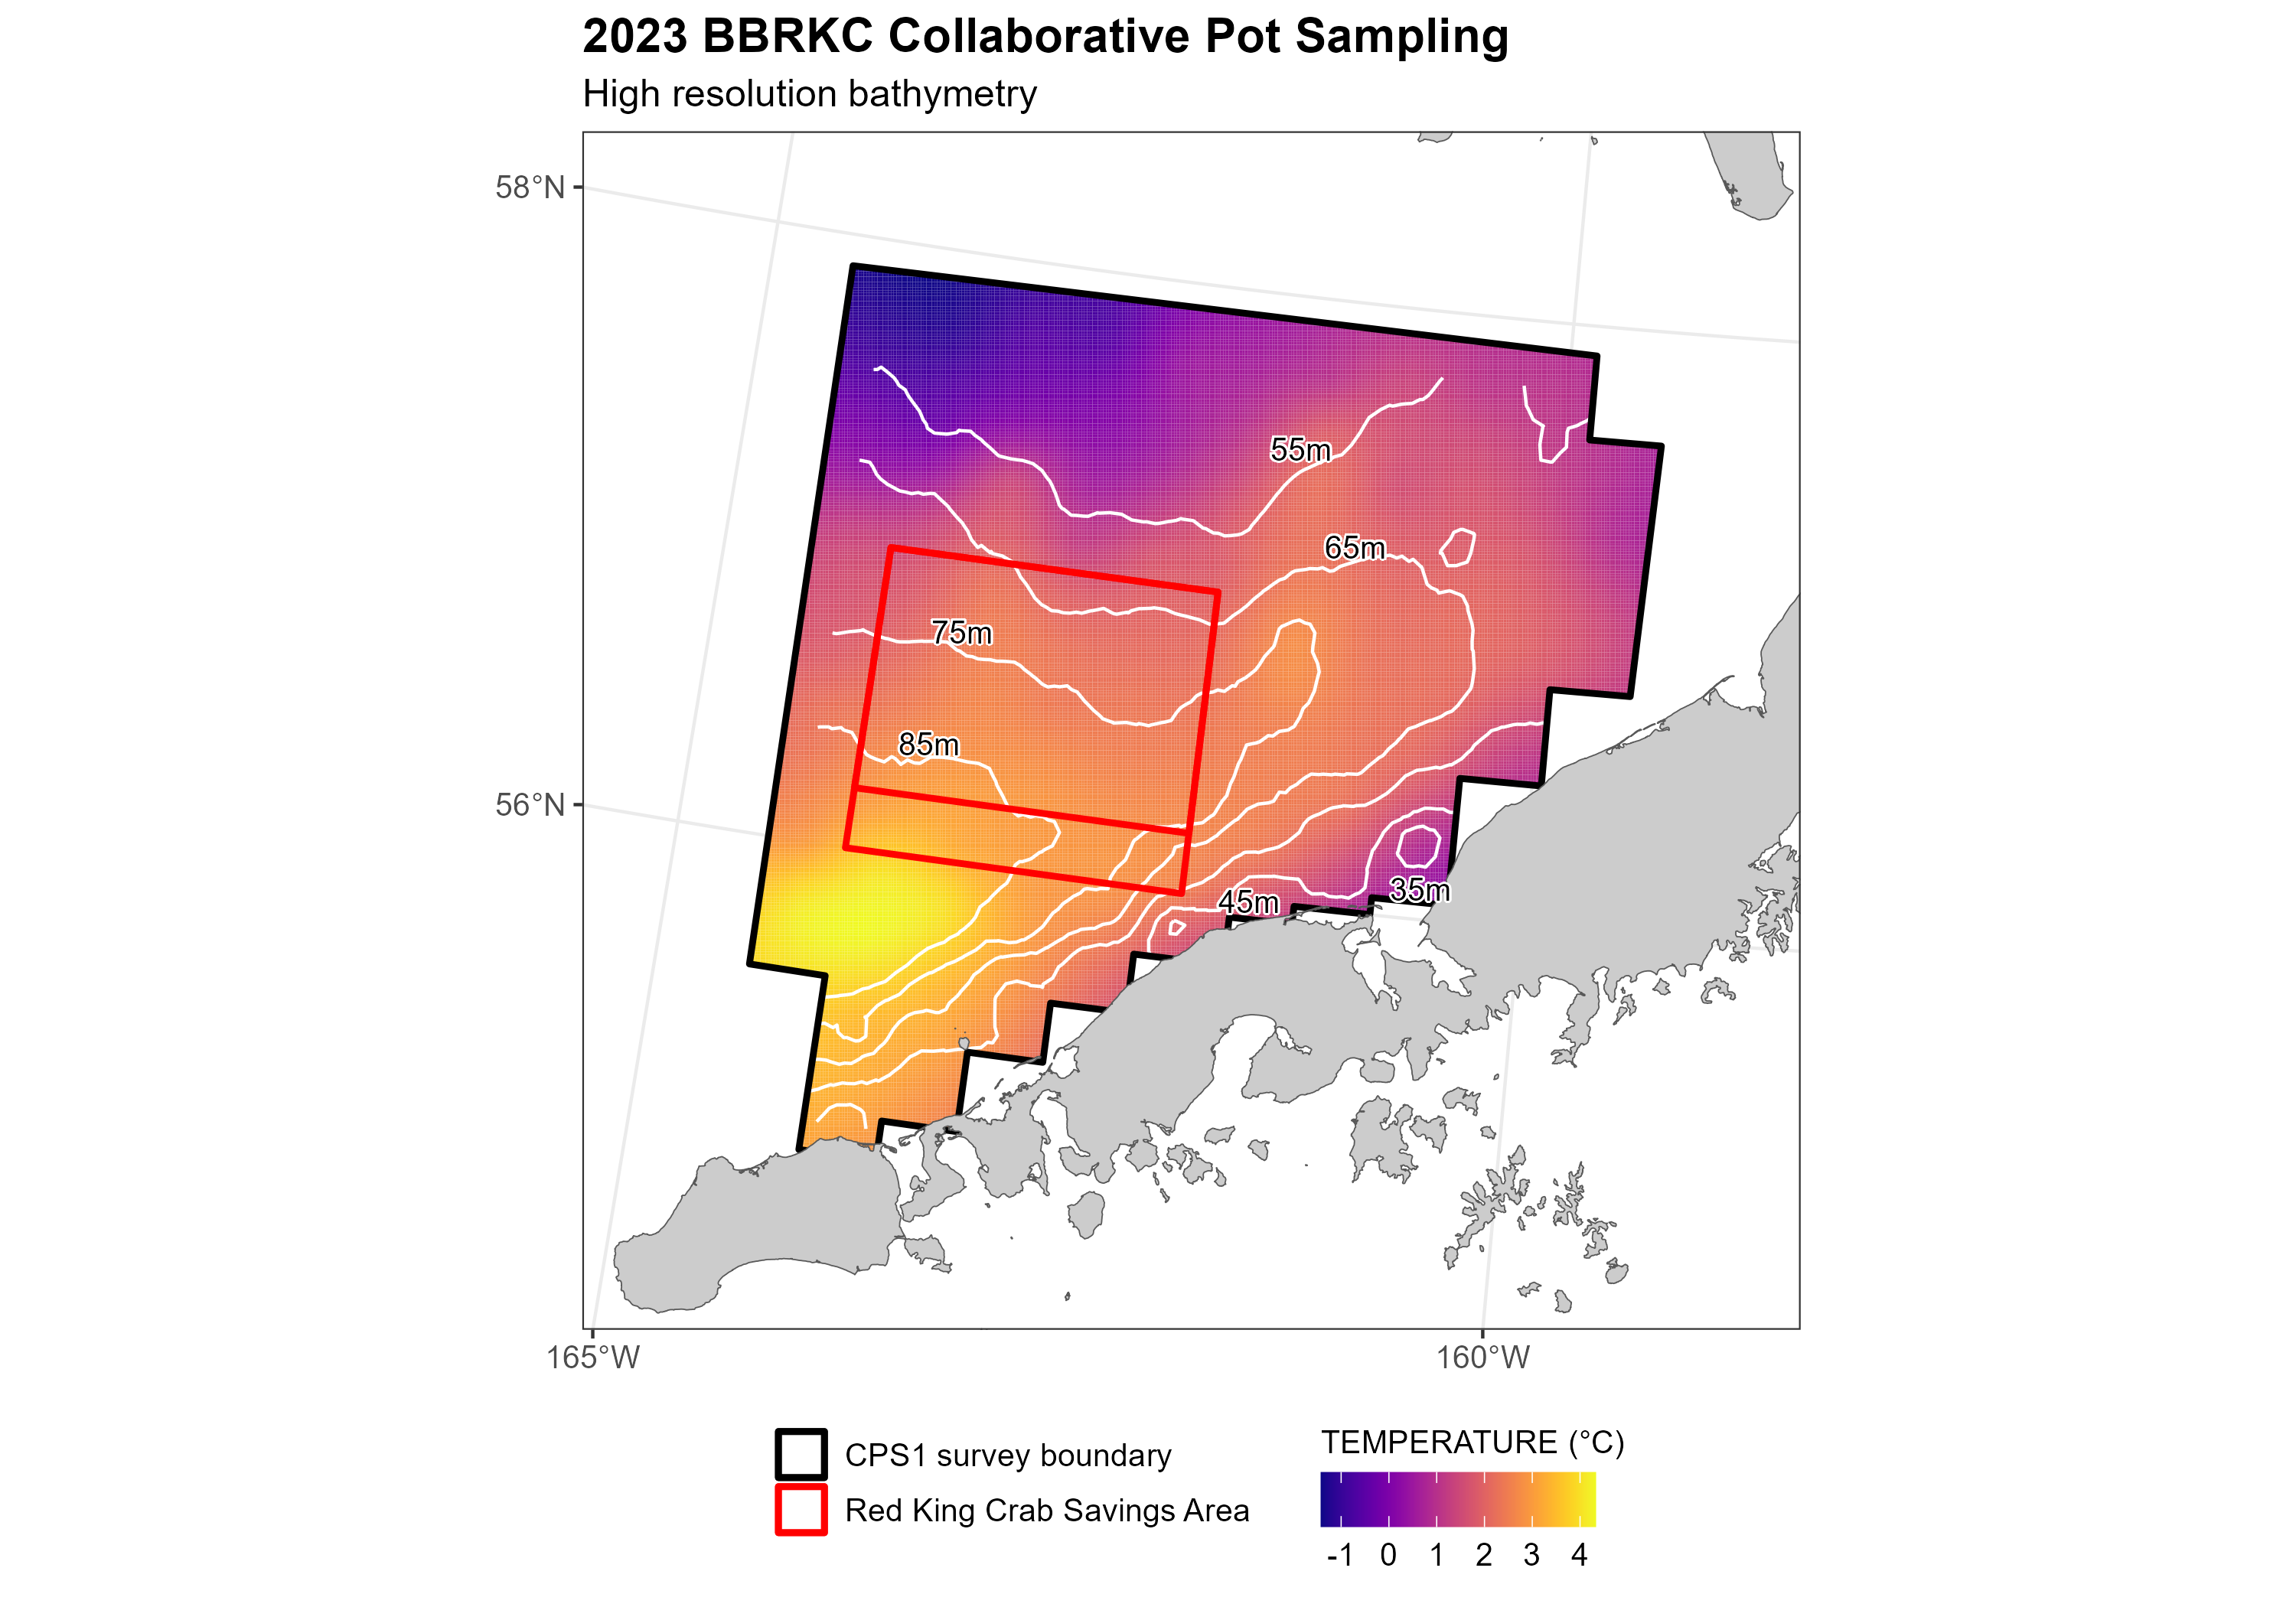 2023 BBRKC Collaborative Pot Sampling
High resolution bathymetry
58°N
55m
65m
75m
85m
56°N
35m
45m
165°W
160°W
TEMPERATURE (°C)
CPS1 survey boundary
Red King Crab Savings Area
-1 0 1 2 3 4